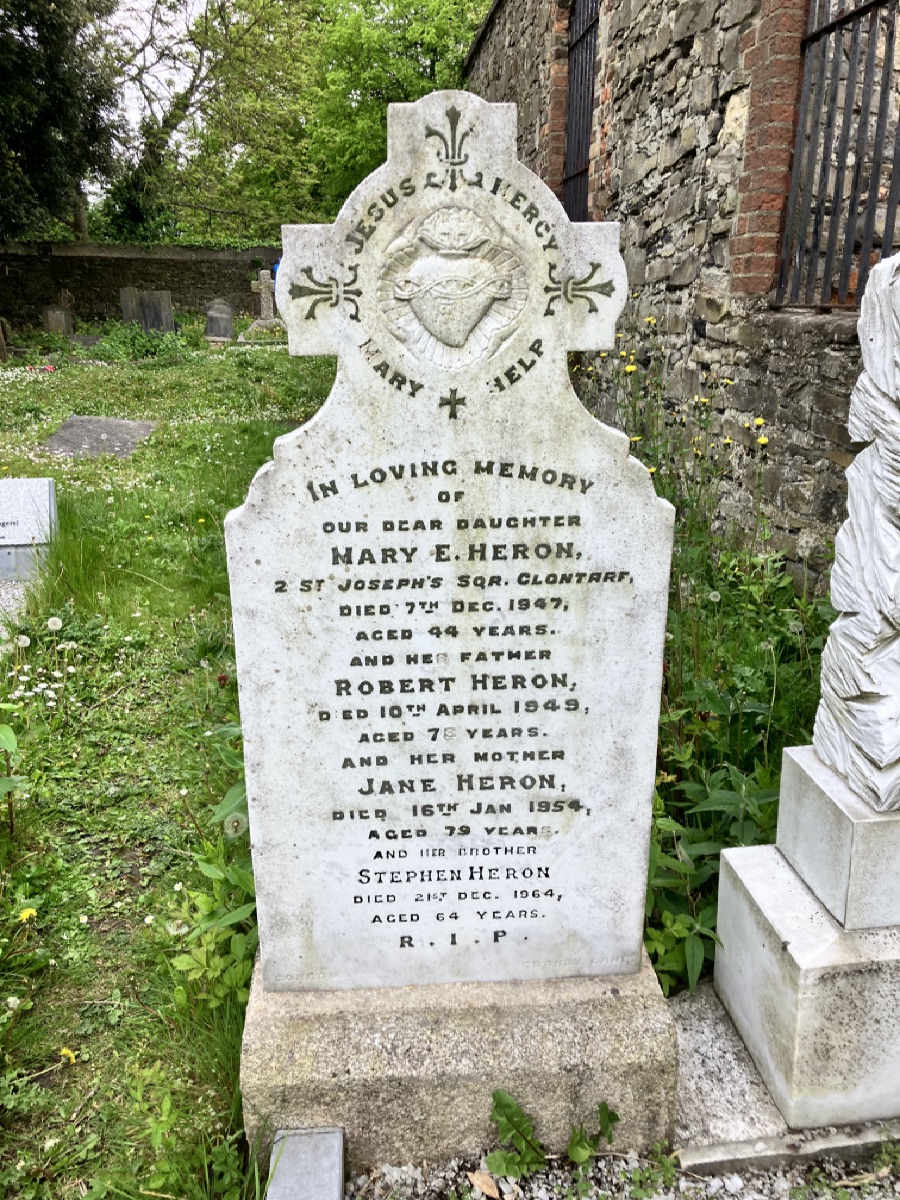 JESUS MERCY
MARY HELP
IN LOVING MEMORY
OF
OUR DEAR DAUGHTER
MARY E. HERON,
2 ST JOSEPH'S SQR. CLONTARF,
DIED 7TH DEC. 1947,
AGED 44 YEARS.
AND HER FATHER
ROBERT HERON,
DIED 10TH APRIL 1949,
AGED YEARS.
AND HER MOTHER
JANE HERON,
DIED 16TH JAN 1954,
AGED 79 YEARS.
AND HER BROTHER
STEPHEN HERON
DIED 21ST DEC. 1964,
AGED 64 YEARS.
R. I. P.